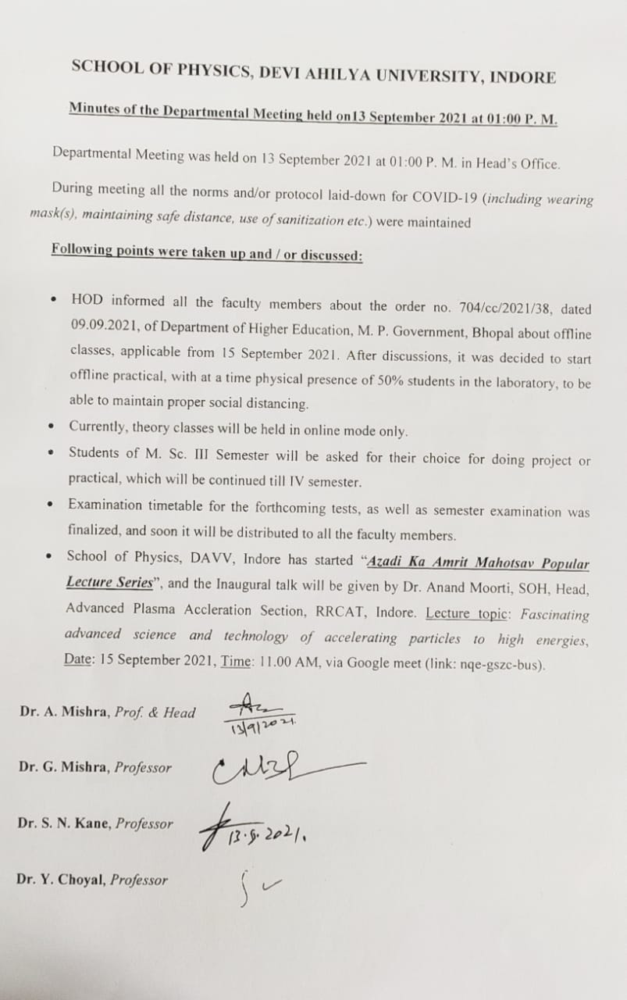 SCHOOL OF PHYSICS, DEVI AHILYA UNIVERSITY, INDORE
Minutes of the Departmental Meeting held on13 September 2021 at 01:00 P. M.
Departmental Meeting was held on 13 September 2021 at 01:00 P. M. in Head's Office.
During meeting all the norms and/or protocol laid-down for COVID-19 (including wearing
mask(s), maintaining safe distance, use of sanitization etc.) were maintained
Following points were taken up and / or discussed:
• HOD informed all the faculty members about the order no. 704/cc/2021/38, dated
09.09.2021, of Department of Higher Education, M. P. Government, Bhopal about offline
classes, applicable from 15 September 2021. After discussions, it was decided to start
offline practical, with at a time physical presence of 50% students in the laboratory, to be
able to maintain proper social distancing.
• Currently, theory classes will be held in online mode only.
• Students of M. Sc. III Semester will be asked for their choice for doing project or
practical, which will be continued till IV semester.
• Examination timetable for the forthcoming tests, as well as semester examination was
finalized, and soon it will be distributed to all the faculty members.
• School of Physics, DAVV, Indore has started “Azadi Ka Amrit Mahotsav Popular
Lecture Series”, and the Inaugural talk will be given by Dr. Anand Moorti, SOH, Head,
Advanced Plasma Accleration Section, RRCAT, Indore. Lecture topic: Fascinating
advanced science and technology of accelerating particles to high energies,
Date: 15 September 2021, Time: 11.00 AM, via Google meet (link: nqe-gszc-bus).
Dr. A. Mishra, Prof. & Head
13/9/2021.
Dr. G. Mishra, Professor
Dr. S. N. Kane, Professor
13.9.2021.
Dr. Y. Choyal, Professor